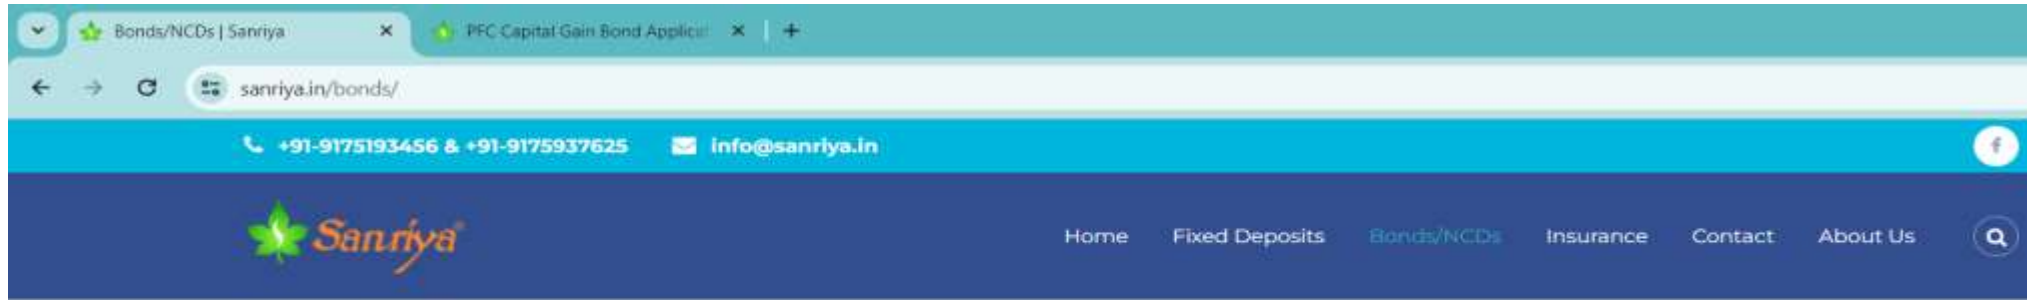 Bonds/NCDs | Sanriya PFC Capital Gain Bond Applicat
sanriya.in/bonds/
+91-9175193456 & +91-9175937625 info@sanriya.in
Sanriya Home Fixed Deposits Bonds/NCDs Insurance Contact About Us